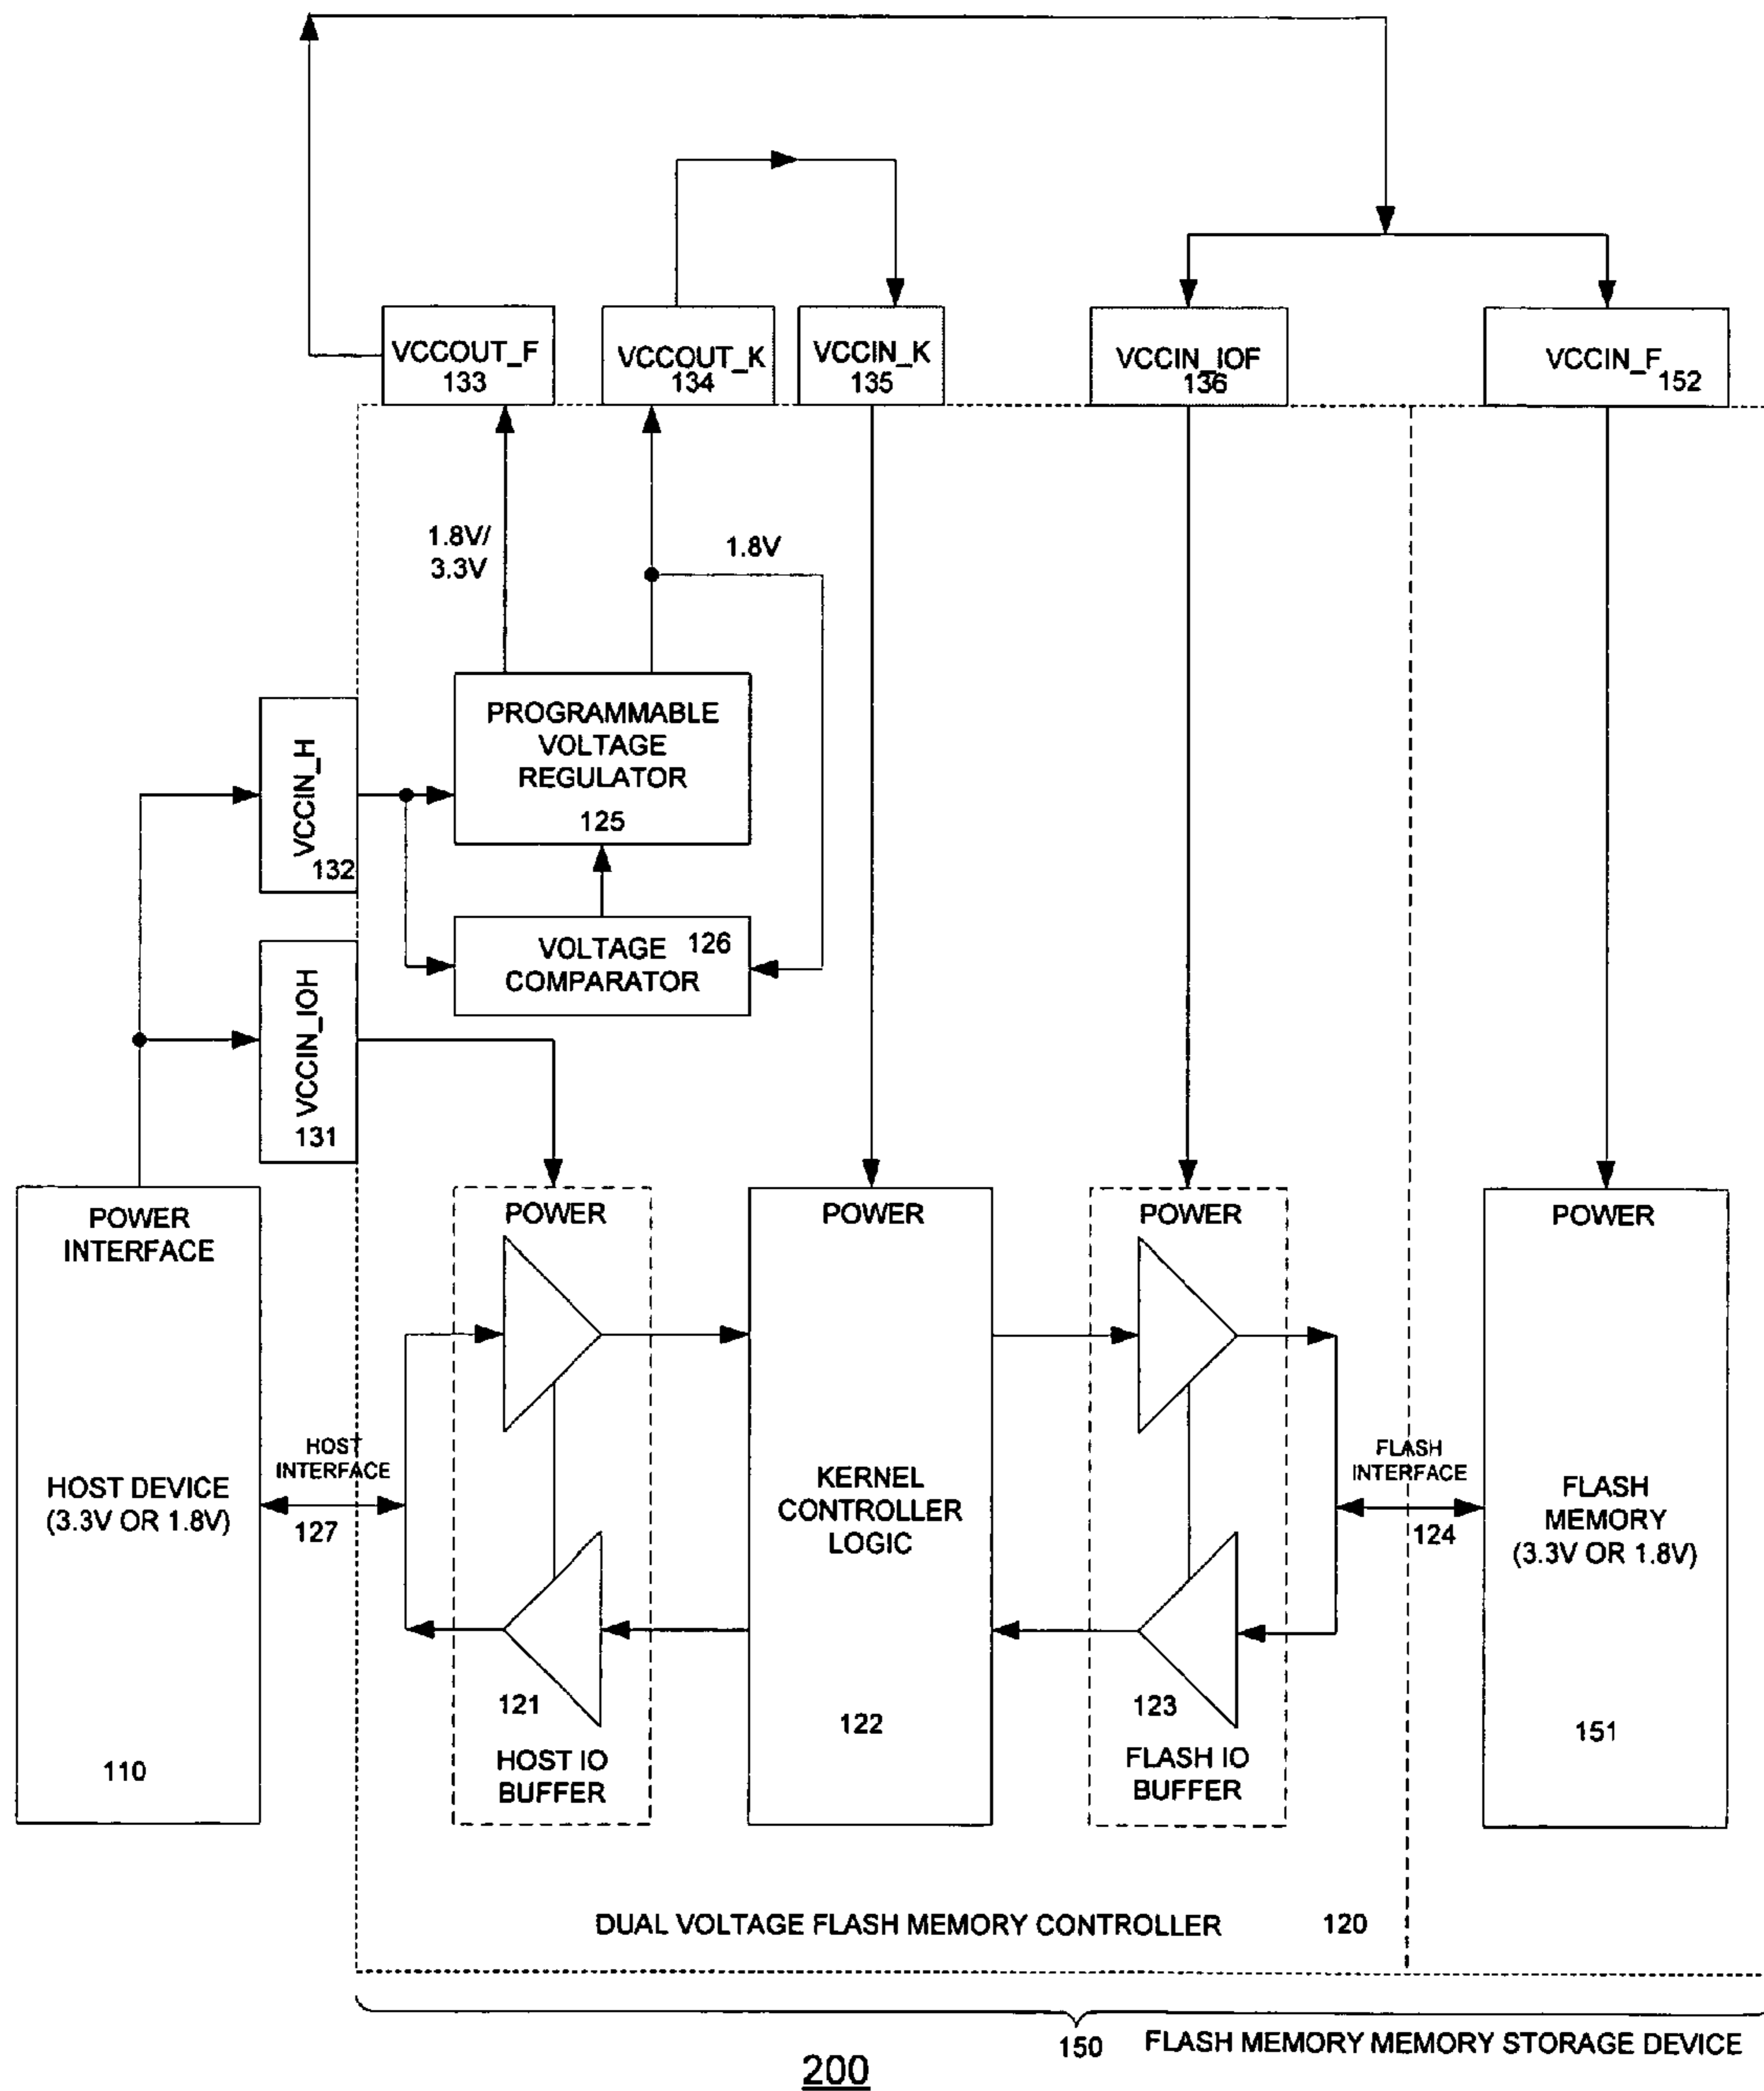 VCCOUT_F
133
VCCOUT_K
134
VCCIN_K
135
VCCIN_IOF
136
VCCIN_F
152
1.8V/
3.3V
1.8V
PROGRAMMABLE
VOLTAGE
REGULATOR
125
VCCIN_H
132
VOLTAGE
COMPARATOR
126
VCCIN_IOH
131
POWER
INTERFACE
HOST DEVICE
(3.3V OR 1.8V)
110
HOST
INTERFACE
127
POWER
121
HOST IO
BUFFER
POWER
KERNEL
CONTROLLER
LOGIC
122
POWER
123
FLASH IO
BUFFER
FLASH
INTERFACE
124
POWER
FLASH
MEMORY
(3.3V OR 1.8V)
151
DUAL VOLTAGE FLASH MEMORY CONTROLLER 120
150 FLASH MEMORY MEMORY STORAGE DEVICE
200